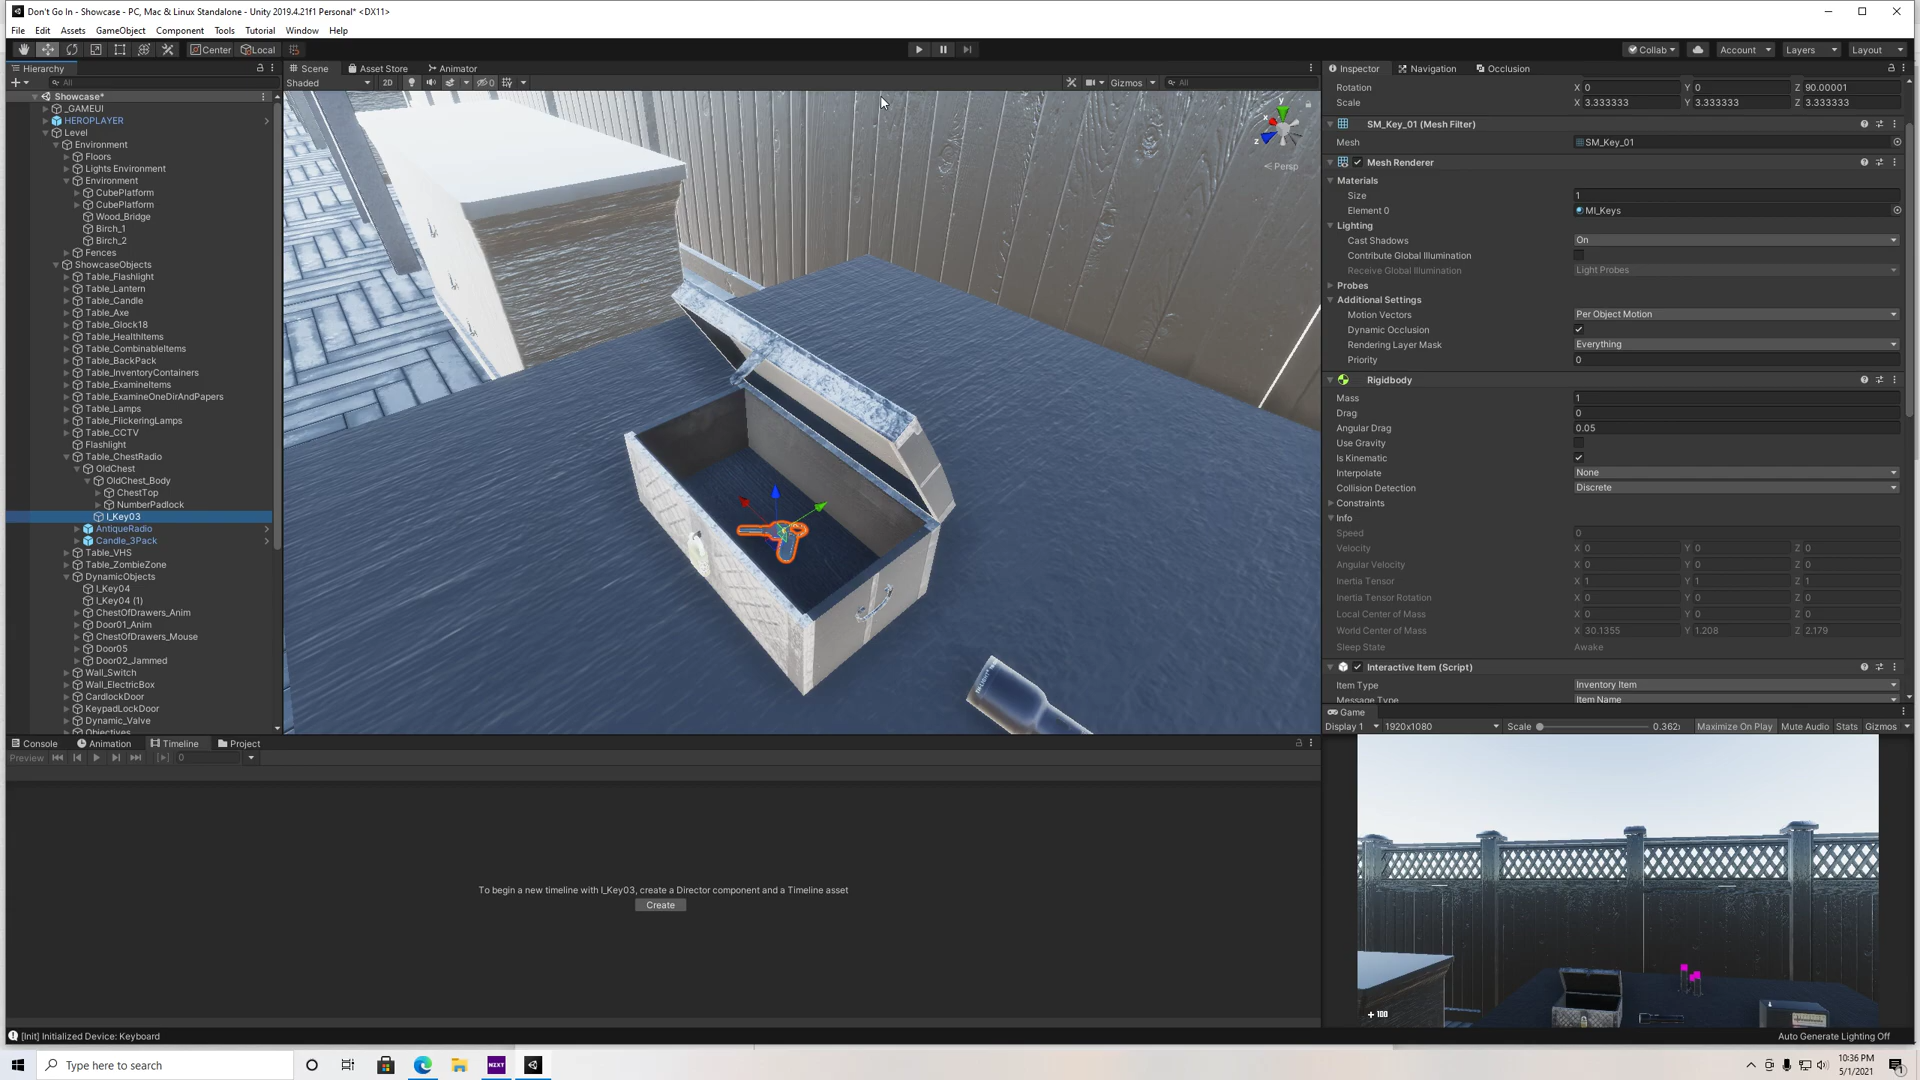 Don't Go In - Showcase - PC, Mac & Linux Standalone - Unity 2019.4.21f1 Personal* <DX11>
File Edit Assets GameObject Component Tools Tutorial Window Help
Center Local Collab Account Layers Layout
Hierarchy
All
Showcase*
_GAMEUI
HEROPLAYER
Level
Environment
Floors
Lights Environment
Environment
CubePlatform
CubePlatform
Wood_Bridge
Birch_1
Birch_2
Fences
ShowcaseObjects
Table_Flashlight
Table_Lantern
Table_Candle
Table_Axe
Table_Glock18
Table_HealthItems
Table_CombinableItems
Table_BackPack
Table_InventoryContainers
Table_ExamineItems
Table_ExamineOneDirAndPapers
Table_Lamps
Table_FlickeringLamps
Table_CCTV
Flashlight
Table_ChestRadio
OldChest
OldChest_Body
ChestTop
NumberPadlock
I_Key03
AntiqueRadio
Candle_3Pack
Table_VHS
Table_ZombieZone
DynamicObjects
I_Key04
I_Key04 (1)
ChestOfDrawers_Anim
Door01_Anim
ChestOfDrawers_Mouse
Door05
Door02_Jammed
Wall_Switch
Wall_ElectricBox
CardlockDoor
KeypadLockDoor
Dynamic_Valve
Objectives
Scene Asset Store Animator
Shaded 2D 0 Gizmos All
y
x
z
Persp
Inspector Navigation Occlusion
Rotation X 0 Y 0 Z 90.00001
Scale X 3.333333 Y 3.333333 Z 3.333333
SM_Key_01 (Mesh Filter)
Mesh SM_Key_01
Mesh Renderer
Materials
Size 1
Element 0 MI_Keys
Lighting
Cast Shadows On
Contribute Global Illumination
Receive Global Illumination Light Probes
Probes
Additional Settings
Motion Vectors Per Object Motion
Dynamic Occlusion
Rendering Layer Mask Everything
Priority 0
Rigidbody
Mass 1
Drag 0
Angular Drag 0.05
Use Gravity
Is Kinematic
Interpolate None
Collision Detection Discrete
Constraints
Info
Speed 0
Velocity X 0 Y 0 Z 0
Angular Velocity X 0 Y 0 Z 0
Inertia Tensor X 1 Y 1 Z 1
Inertia Tensor Rotation X 0 Y 0 Z 0
Local Center of Mass X 0 Y 0 Z 0
World Center of Mass X 30.1355 Y 1.208 Z 2.179
Sleep State Awake
Interactive Item (Script)
Item Type Inventory Item
Message Type Item Name
Game
Display 1 1920x1080 Scale 0.362: Maximize On Play Mute Audio Stats Gizmos
+ 100
Console Animation Timeline Project
Preview 0
To begin a new timeline with I_Key03, create a Director component and a Timeline asset
Create
[Init] Initialized Device: Keyboard
Auto Generate Lighting Off
Type here to search
NXT
10:36 PM
5/1/2021
1